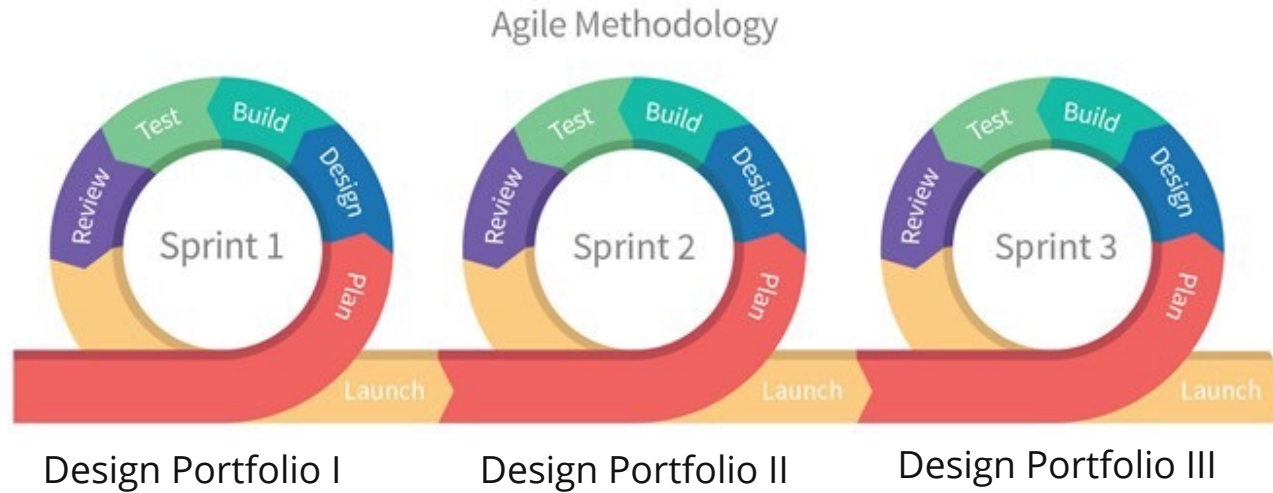 Agile Methodology
Test
Build
Design
Review
Sprint 1
Plan
Launch
Test
Build
Design
Review
Sprint 2
Plan
Launch
Test
Build
Design
Review
Sprint 3
Plan
Launch
Design Portfolio I
Design Portfolio II
Design Portfolio III